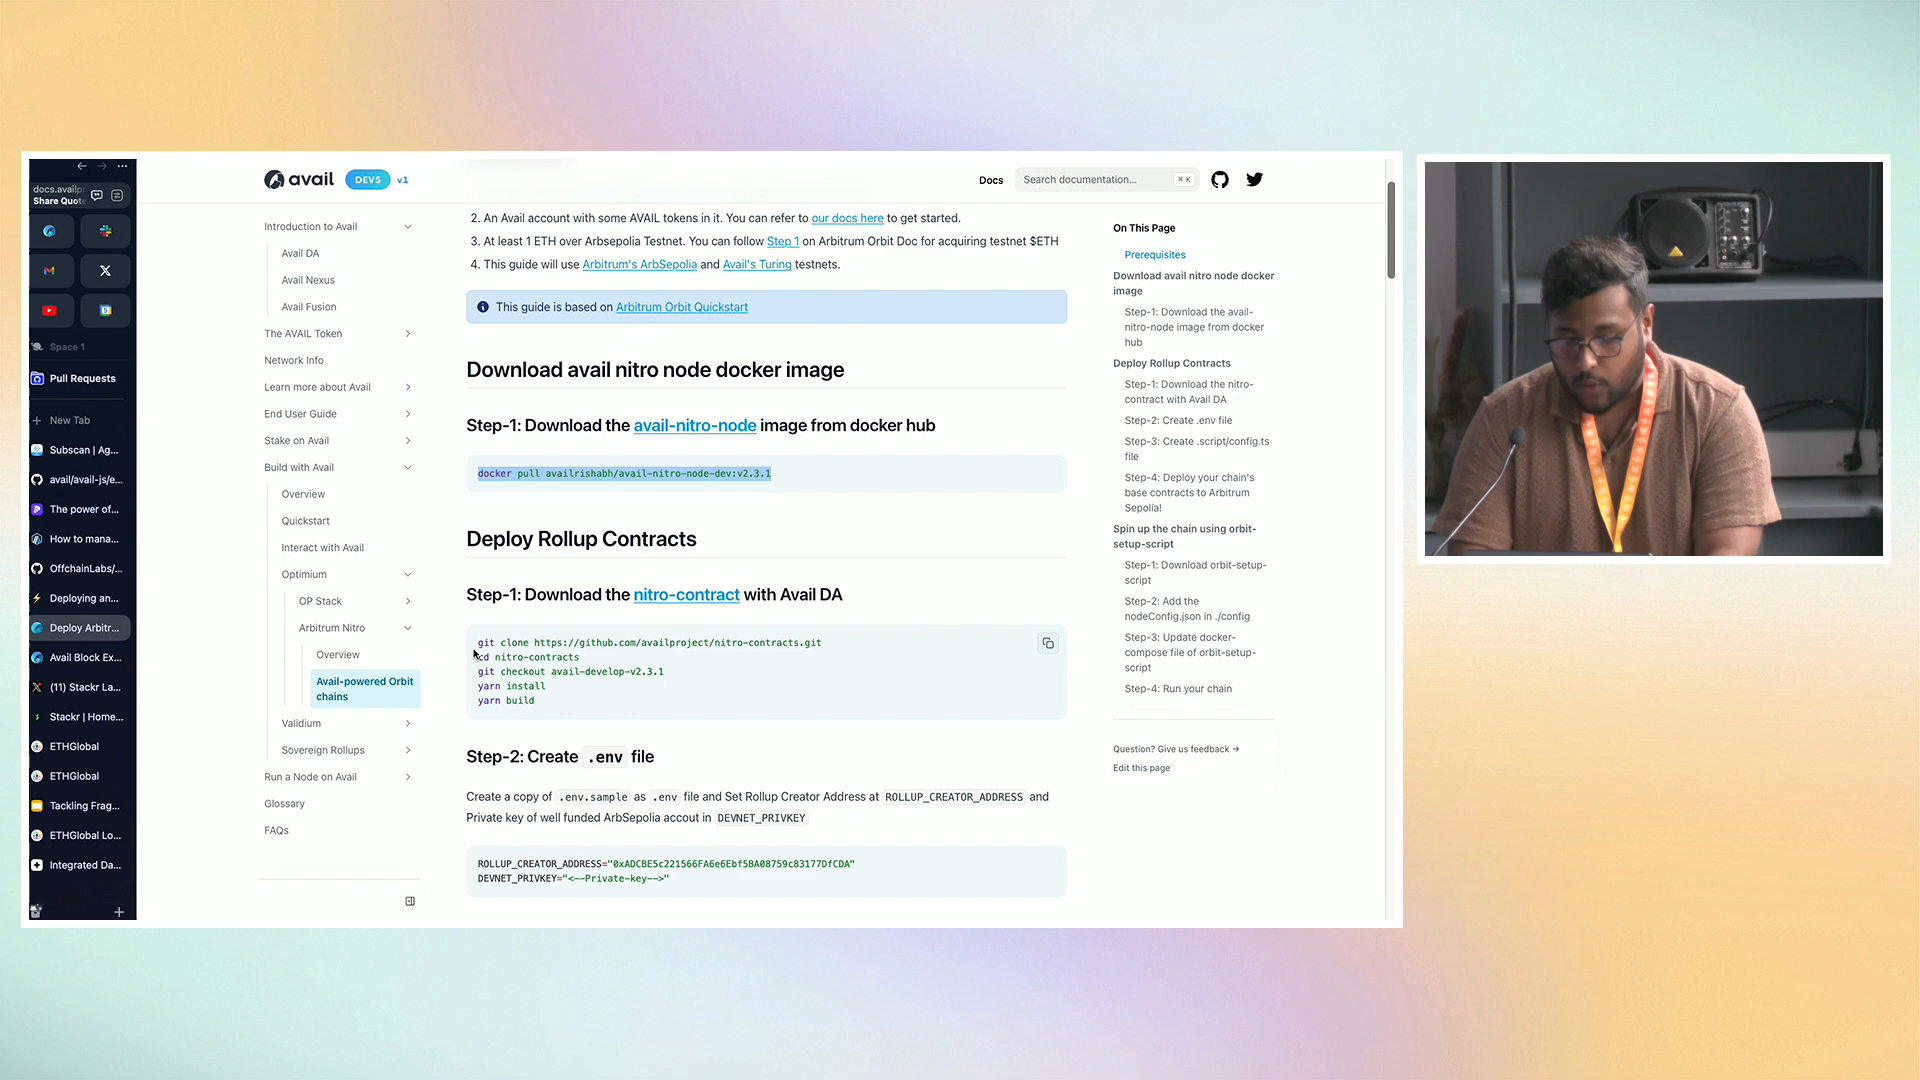 docs.availp
Share Quot
Space 1
Pull Requests
New Tab
Subscan | Ag...
avail/avail-js/e...
The power of...
How to mana...
OffchainLabs/...
Deploying an...
Deploy Arbitr...
Avail Block Ex...
(11) Stackr La...
Stackr | Home...
ETHGlobal
ETHGlobal
Tackling Frag...
ETHGlobal Lo...
Integrated Da...
avail DEVS v1
Docs
Search documentation... ⌘ K
Introduction to Avail
Avail DA
Avail Nexus
Avail Fusion
The AVAIL Token
Network Info
Learn more about Avail
End User Guide
Stake on Avail
Build with Avail
Overview
Quickstart
Interact with Avail
Optimium
OP Stack
Arbitrum Nitro
Overview
Avail-powered Orbit
chains
Validium
Sovereign Rollups
Run a Node on Avail
Glossary
FAQs
2. An Avail account with some AVAIL tokens in it. You can refer to our docs here to get started.
3. At least 1 ETH over Arbsepolia Testnet. You can follow Step 1 on Arbitrum Orbit Doc for acquiring testnet $ETH
4. This guide will use Arbitrum's ArbSepolia and Avail's Turing testnets.
This guide is based on Arbitrum Orbit Quickstart
Download avail nitro node docker image
Step-1: Download the avail-nitro-node image from docker hub
docker pull availrishabh/avail-nitro-node-dev:v2.3.1
Deploy Rollup Contracts
Step-1: Download the nitro-contract with Avail DA
git clone https://github.com/availproject/nitro-contracts.git
cd nitro-contracts
git checkout avail-develop-v2.3.1
yarn install
yarn build
Step-2: Create .env file
Create a copy of .env.sample as .env file and Set Rollup Creator Address at ROLLUP_CREATOR_ADDRESS and
Private key of well funded ArbSepolia accout in DEVNET_PRIVKEY
ROLLUP_CREATOR_ADDRESS="0xADCBE5c221566FA6e6Ebf5BA08759c83177DfCDA"
DEVNET_PRIVKEY="<--Private-key-->"
On This Page
Prerequisites
Download avail nitro node docker
image
Step-1: Download the avail-
nitro-node image from docker
hub
Deploy Rollup Contracts
Step-1: Download the nitro-
contract with Avail DA
Step-2: Create .env file
Step-3: Create .script/config.ts
file
Step-4: Deploy your chain's
base contracts to Arbitrum
Sepolia!
Spin up the chain using orbit-
setup-script
Step-1: Download orbit-setup-
script
Step-2: Add the
nodeConfig.json in ./config
Step-3: Update docker-
compose file of orbit-setup-
script
Step-4: Run your chain
Question? Give us feedback →
Edit this page